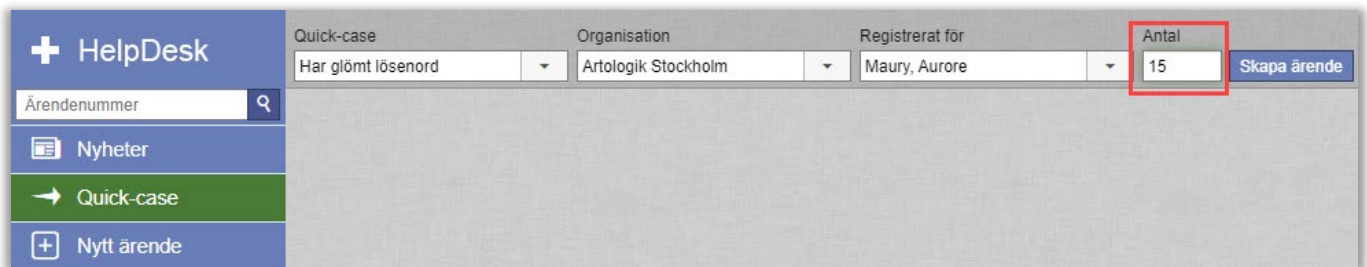 HelpDesk
Ärendenummer
Nyheter
Quick-case
Nytt ärende
Quick-case Organisation Registrerat för Antal
Har glömt lösenord Artologik Stockholm Maury, Aurore 15 Skapa ärende